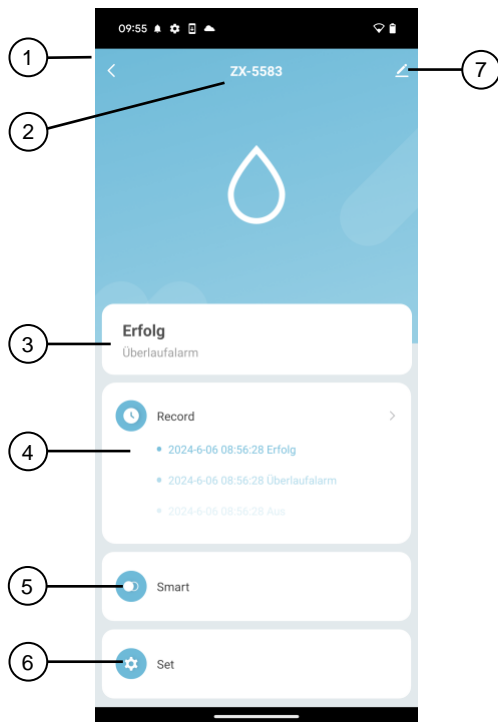 09:55
1
ZX-5583
7
2
Erfolg
3
Überlaufalarm
Record
2024-6-06 08:56:28 Erfolg
4
2024-6-06 08:56:28 Überlaufalarm
2024-6-06 08:56:28 Aus
5
Smart
6
Set